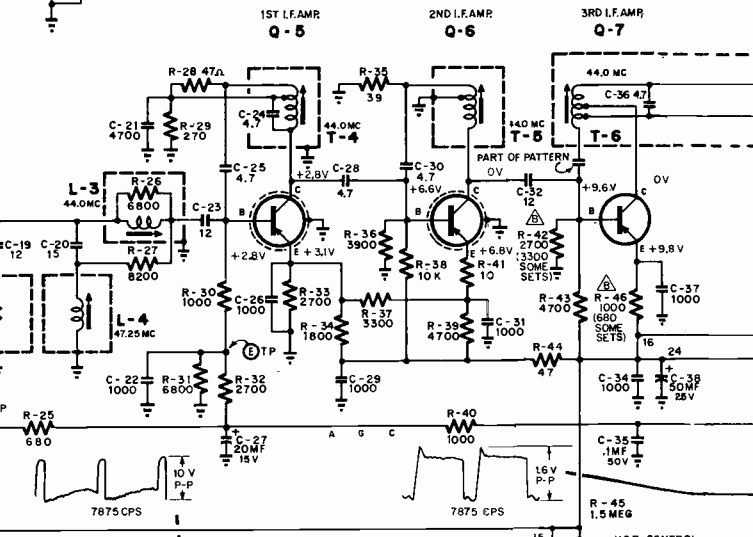 1ST I.F. AMP.
Q-5
2ND I.F. AMP.
Q-6
3RD I.F. AMP.
Q-7
R-28 47Ω
R-35
39
44.0 MC
C-36 4.7
C-21
4700
R-29
270
C-24
4.7
44.0MC
T-4
44.0 MC
T-5
T-6
L-3
44.0MC
R-26
6800
C-23
12
C-25
4.7
+2.8V
C-28
4.7
C-30
4.7
+6.6V
0V
PART OF PATTERN
C-32
12
+9.6V
0V
C-19
12
C-20
15
R-27
8200
B
C
E
+3.1V
+2.8V
R-36
3900
B
C
E
+6.8V
B
R-42
2700
(3300
SOME
SETS)
B
C
E
+9.8V
L-4
47.25 MC
R-30
1000
C-26
1000
R-33
2700
R-34
1800
R-37
3300
R-38
10K
R-41
10
R-39
4700
C-31
1000
R-43
4700
B
R-46
1000
(680
SOME
SETS)
C-37
1000
E
TP
C-22
1000
R-31
6800
R-32
2700
C-29
1000
R-44
47
16
24
C-34
1000
+
C-38
50MF
25V
P
R-25
680
+
C-27
20MF
15V
A G C
R-40
1000
C-35
.1MF
50V
10 V
P-P
7875 CPS
1.6 V
P-P
7875 CPS
R-45
1.5 MEG